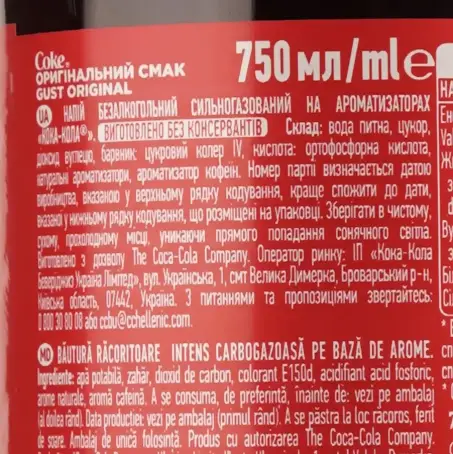 Coke®
ОРИГІНАЛЬНИЙ СМАК
GUST ORIGINAL
750 МЛ/ml e
UA НАПІЙ БЕЗАЛКОГОЛЬНИЙ СИЛЬНОГАЗОВАНИЙ НА АРОМАТИЗАТОРАХ
«КОКА-КОЛА®». ВИГОТОВЛЕНО БЕЗ КОНСЕРВАНТІВ Склад: вода питна, цукор,
діоксид вуглецю, барвник: цукровий колер IV, кислота: ортофосфорна кислота,
натуральні ароматизатори, ароматизатор кофеїн. Номер партії визначається датою
виробництва, вказаною у верхньому рядку кодування, краще спожити до дати,
вказаної у нижньому рядку кодування, що розміщені на упаковці. Зберігати в чистому,
сухому, прохолодному місці, уникаючи прямого попадання сонячного світла.
Виготовлено з дозволу The Coca-Cola Company. Оператор ринку: ІП «Кока-Кола
Беверіджиз Україна Лімітед», вул. Українська, 1, смт Велика Димерка, Броварський р-н,
Київська область, 07442, Україна. З питаннями та пропозиціями звертайтесь:
0 800 30 80 08 або ccbu@cchellenic.com
MD BĂUTURĂ RĂCORITOARE INTENS CARBOGAZOASĂ PE BAZĂ DE AROME.
Ingrediente: apă potabilă, zahăr, dioxid de carbon, colorant E150d, acidifiant acid fosforic,
arome naturale, aromă cafeină. A se consuma, de preferință, înainte de: vezi pe ambalaj
(al doilea rând). Data producției: vezi pe ambalaj (primul rând). A se păstra la loc răcoros, ferit
de soare. Ambalaj de unică folosință. Produs cu autorizarea The Coca-Cola Company.